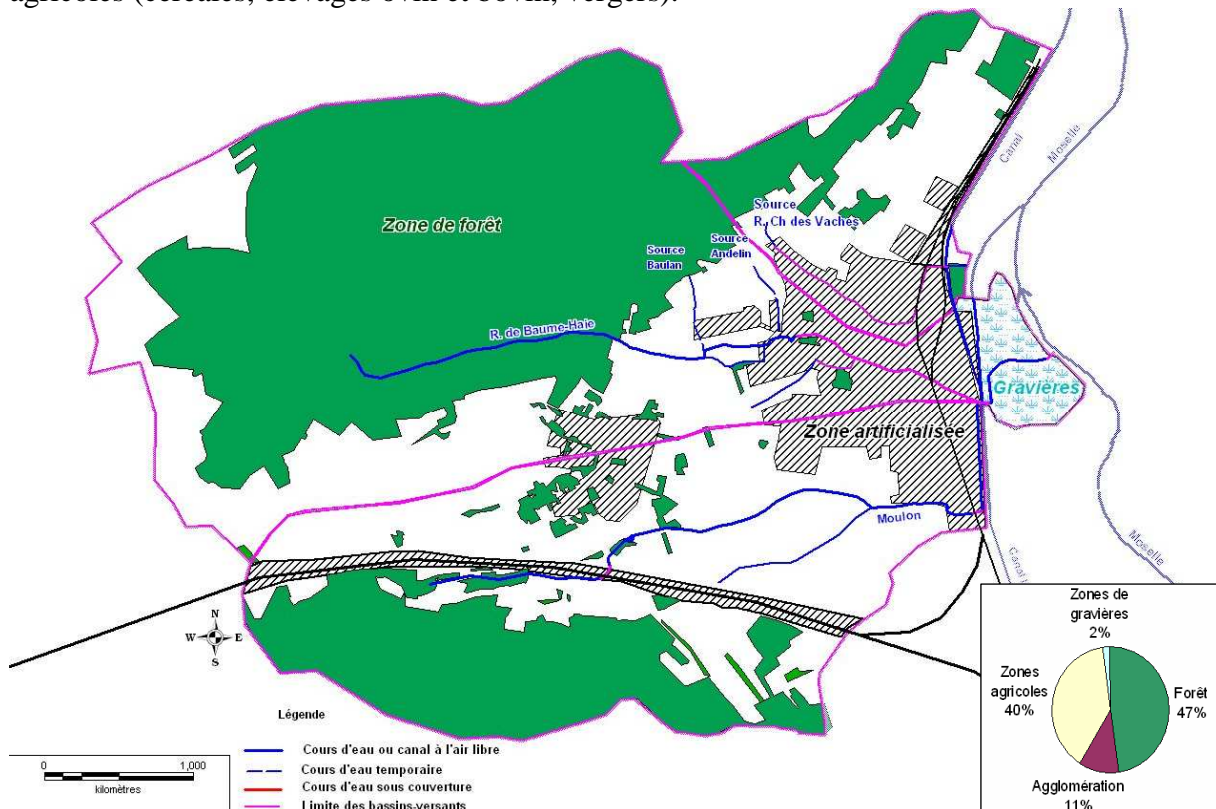 agricoles (céréales, élevages ovin et bovin, vergers).
Canal
Moselle
Source
R. Ch des Vaches
Zone de forêt
Source
Andelin
Source
Baulan
R. de Baume-Haie
Gravières
Zone artificialisée
Moulon
Moselle
Canal
N
W E
S
Zones de
gravières
2%
Zones
agricoles
40%
Forêt
47%
Agglomération
11%
Légende
Cours d'eau ou canal à l'air libre
Cours d'eau temporaire
Cours d'eau sous couverture
Limite des bassins-versants
0 1,000
kilomètres